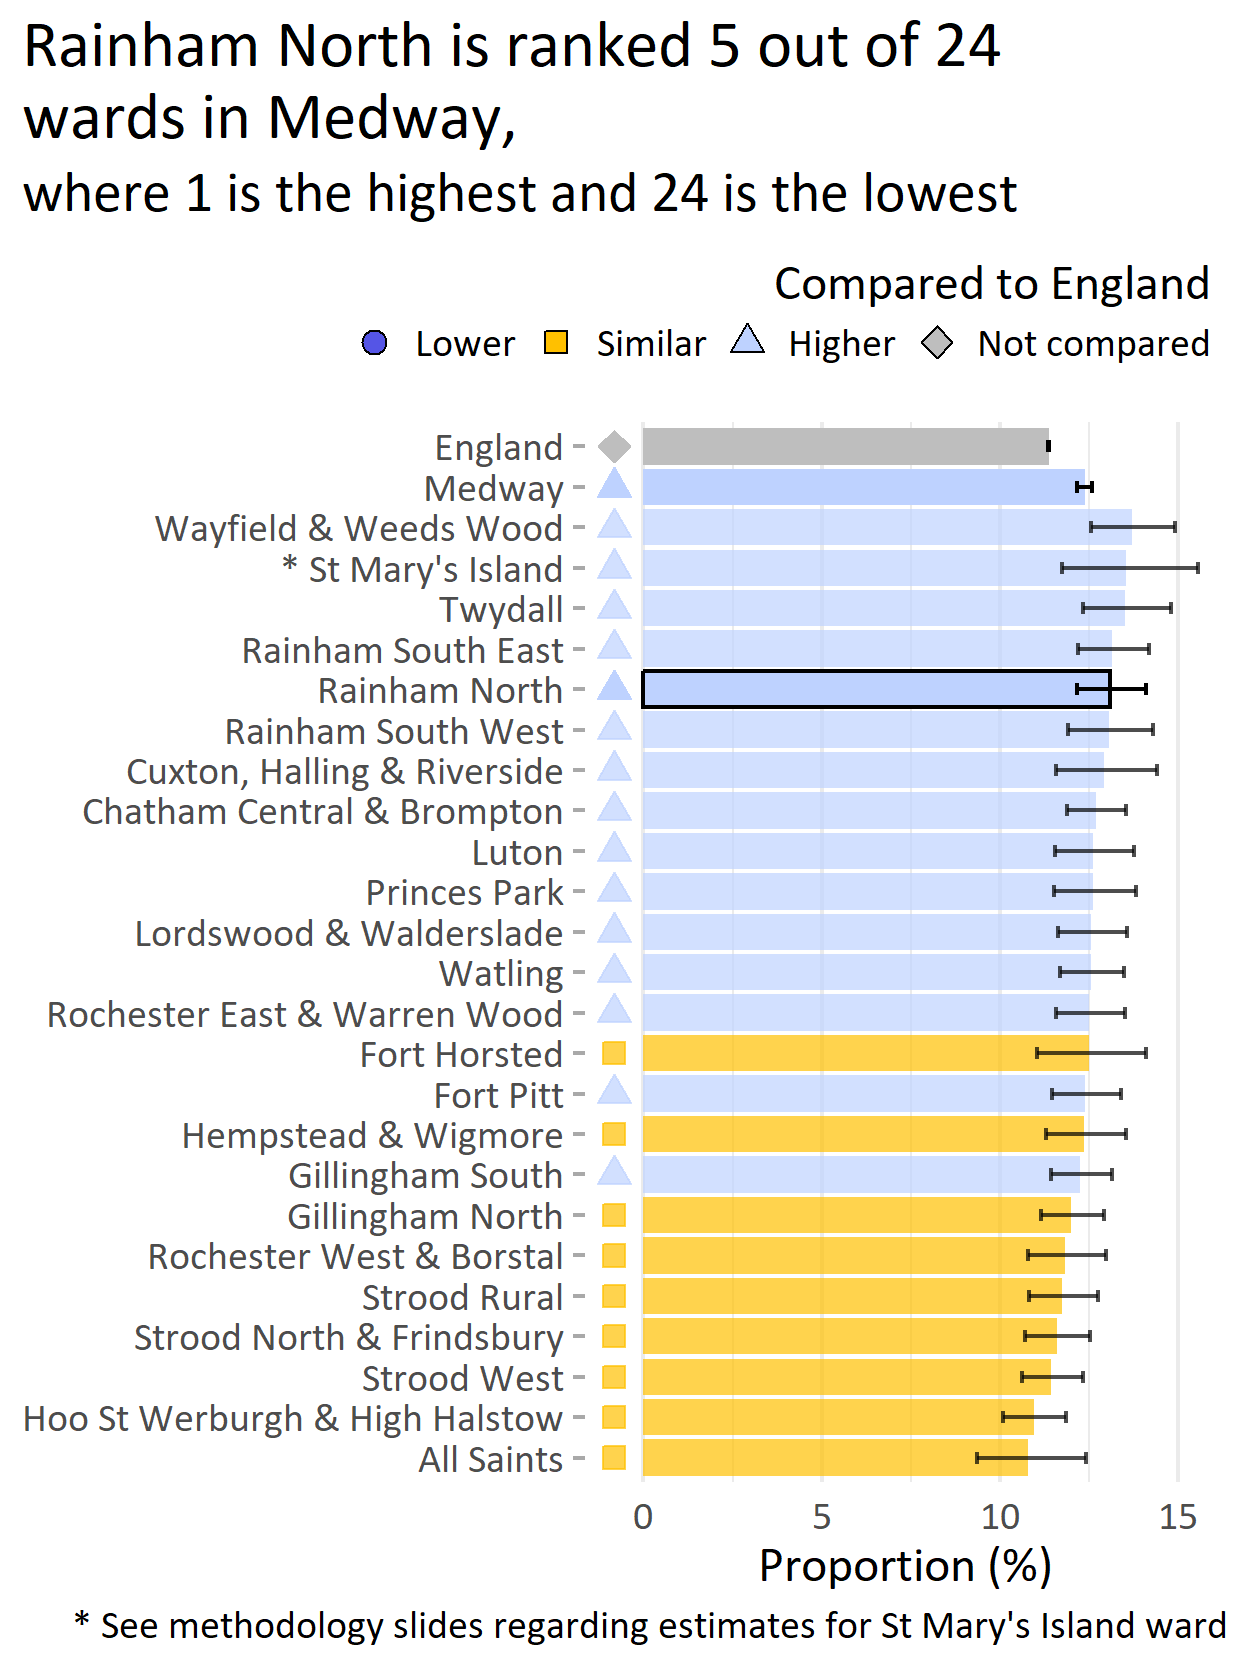 Rainham North is ranked 5 out of 24
wards in Medway,
where 1 is the highest and 24 is the lowest
Compared to England
Lower Similar Higher Not compared
England
Medway
Wayfield & Weeds Wood
* St Mary's Island
Twydall
Rainham South East
Rainham North
Rainham South West
Cuxton, Halling & Riverside
Chatham Central & Brompton
Luton
Princes Park
Lordswood & Walderslade
Watling
Rochester East & Warren Wood
Fort Horsted
Fort Pitt
Hempstead & Wigmore
Gillingham South
Gillingham North
Rochester West & Borstal
Strood Rural
Strood North & Frindsbury
Strood West
Hoo St Werburgh & High Halstow
All Saints
0 5 10 15
Proportion (%)
* See methodology slides regarding estimates for St Mary's Island ward